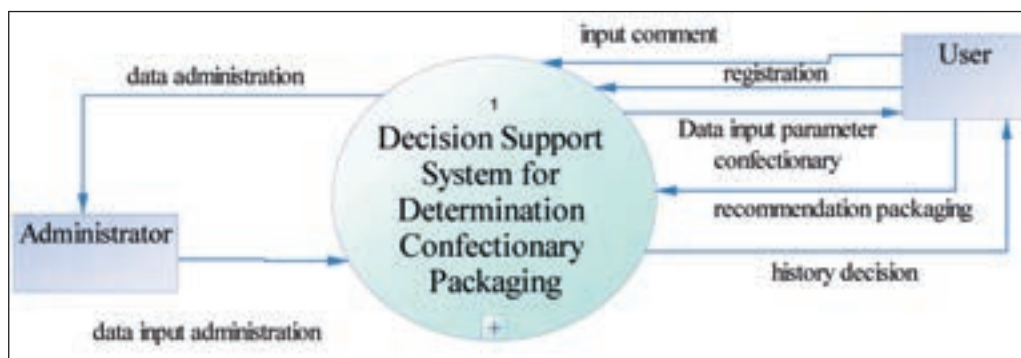 input comment
User
registration
data administration
1
Decision Support
System for
Determination
Confectionary
Packaging
Data input parameter
confectionary
recommendation packaging
Administrator
history decision
data input administration